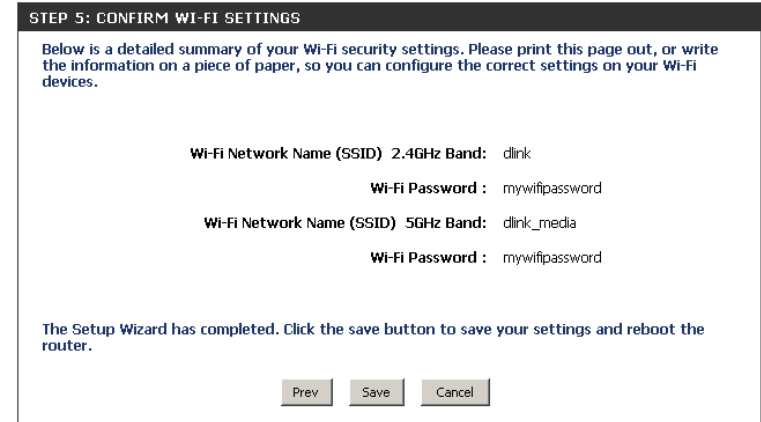 STEP 5: CONFIRM WI-FI SETTINGS
Below is a detailed summary of your Wi-Fi security settings. Please print this page out, or write
the information on a piece of paper, so you can configure the correct settings on your Wi-Fi
devices.
Wi-Fi Network Name (SSID) 2.4GHz Band: dlink
Wi-Fi Password : mywifipassword
Wi-Fi Network Name (SSID) 5GHz Band: dlink_media
Wi-Fi Password : mywifipassword
The Setup Wizard has completed. Click the save button to save your settings and reboot the
router.
Prev Save Cancel